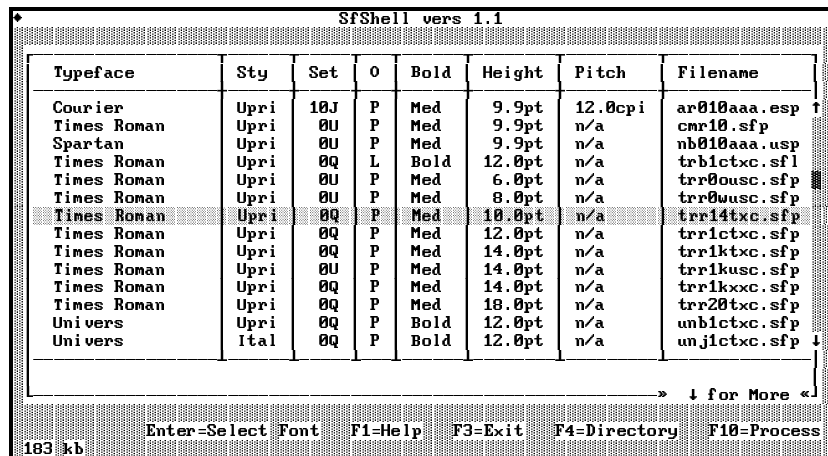 SfShell vers 1.1
Typeface Sty Set O Bold Height Pitch Filename
Courier Upri 10J P Med 9.9pt 12.0cpi ar010aaa.esp ↑
Times Roman Upri 0U P Med 9.9pt n/a cmr10.sfp
Spartan Upri 0U P Med 9.9pt n/a nb010aaa.usp
Times Roman Upri 0Q L Bold 12.0pt n/a trb1ctxc.sfl
Times Roman Upri 0U P Med 6.0pt n/a trr0ousc.sfp
Times Roman Upri 0U P Med 8.0pt n/a trr0wusc.sfp
Times Roman Upri 0Q P Med 10.0pt n/a trr14txc.sfp
Times Roman Upri 0Q P Med 12.0pt n/a trr1ctxc.sfp
Times Roman Upri 0Q P Med 14.0pt n/a trr1ktxc.sfp
Times Roman Upri 0U P Med 14.0pt n/a trr1kusc.sfp
Times Roman Upri 0Q P Med 14.0pt n/a trr1kxxc.sfp
Times Roman Upri 0Q P Med 18.0pt n/a trr20txc.sfp
Univers Upri 0Q P Bold 12.0pt n/a unb1ctxc.sfp
Univers Ital 0Q P Bold 12.0pt n/a unj1ctxc.sfp ↓
» ↓ for More «
Enter=Select Font F1=Help F3=Exit F4=Directory F10=Process
183 kb